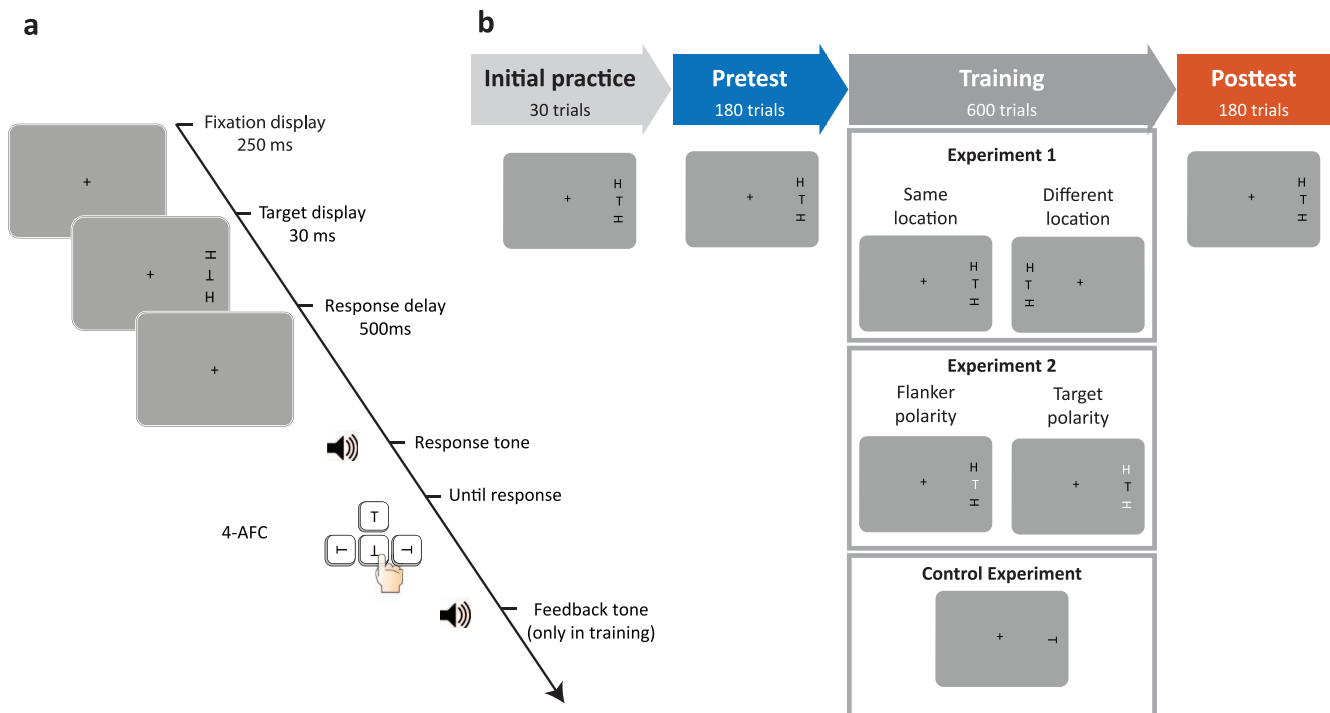 a
Fixation display
250 ms
Target display
30 ms
Response delay
500ms
Response tone
Until response
4-AFC
T
T T T
Feedback tone
(only in training)
+
+
H
T
H
+
b
Initial practice
30 trials
Pretest
180 trials
Training
600 trials
Posttest
180 trials
+
H
T
H
+
H
T
H
+
H
T
H
Experiment 1
Same
location
Different
location
+
H
T
H
H
T
H
+
Experiment 2
Flanker
polarity
Target
polarity
+
H
T
H
+
H
T
H
Control Experiment
+
T